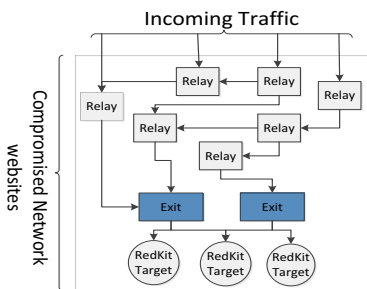 Incoming Traffic
Compromised Network
websites
Relay
Relay
Relay
Relay
Relay
Relay
Relay
Exit
Exit
RedKit
Target
RedKit
Target
RedKit
Target